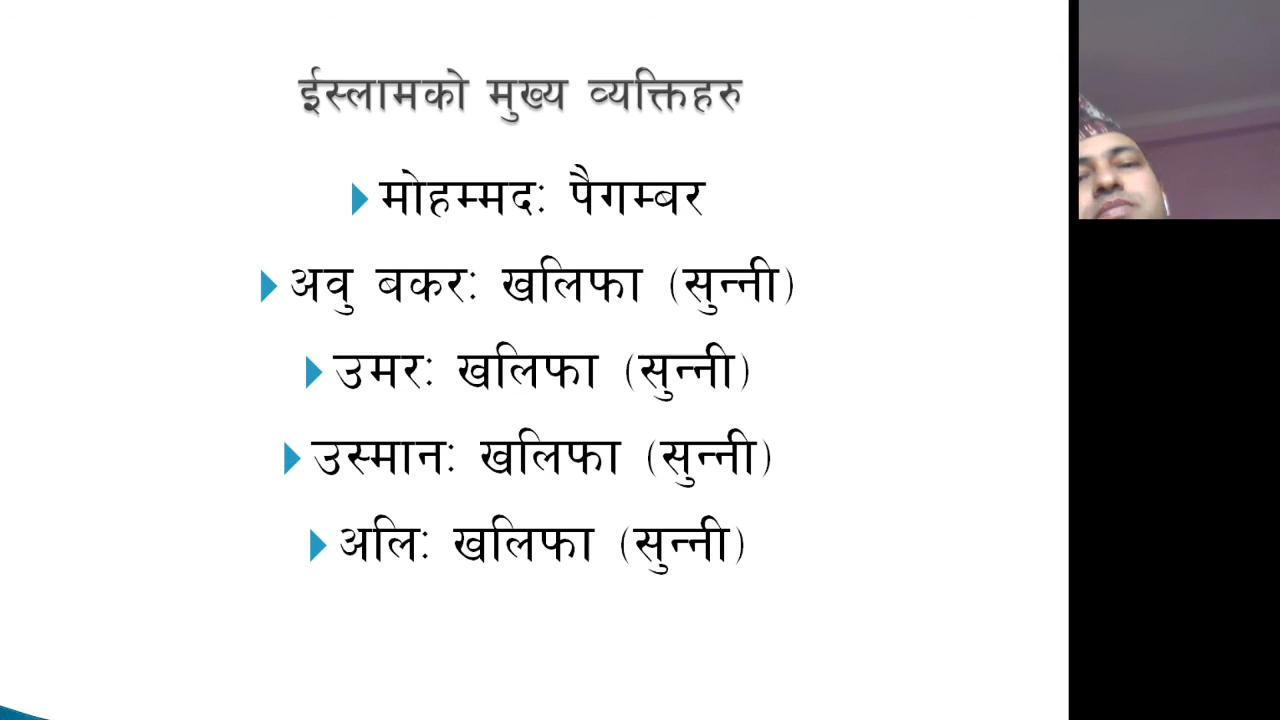 ईस्लामको मुख्य व्यक्तिहरु
मोहम्मदः पैगम्बर
अवु बकरः खलिफा (सुन्नी)
उमरः खलिफा (सुन्नी)
उस्मानः खलिफा (सुन्नी)
अलिः खलिफा (सुन्नी)